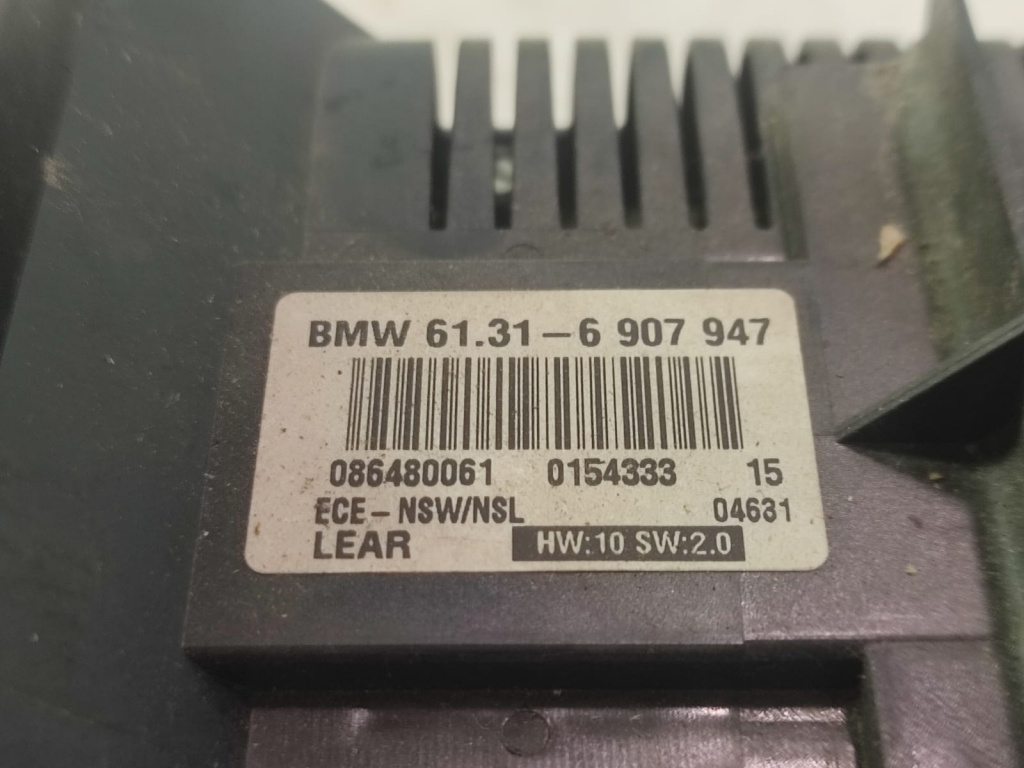 BMW 61.31-6 907 947
086480061 0154333 15
ECE-NSW/NSL 04631
LEAR HW:10 SW:2.0